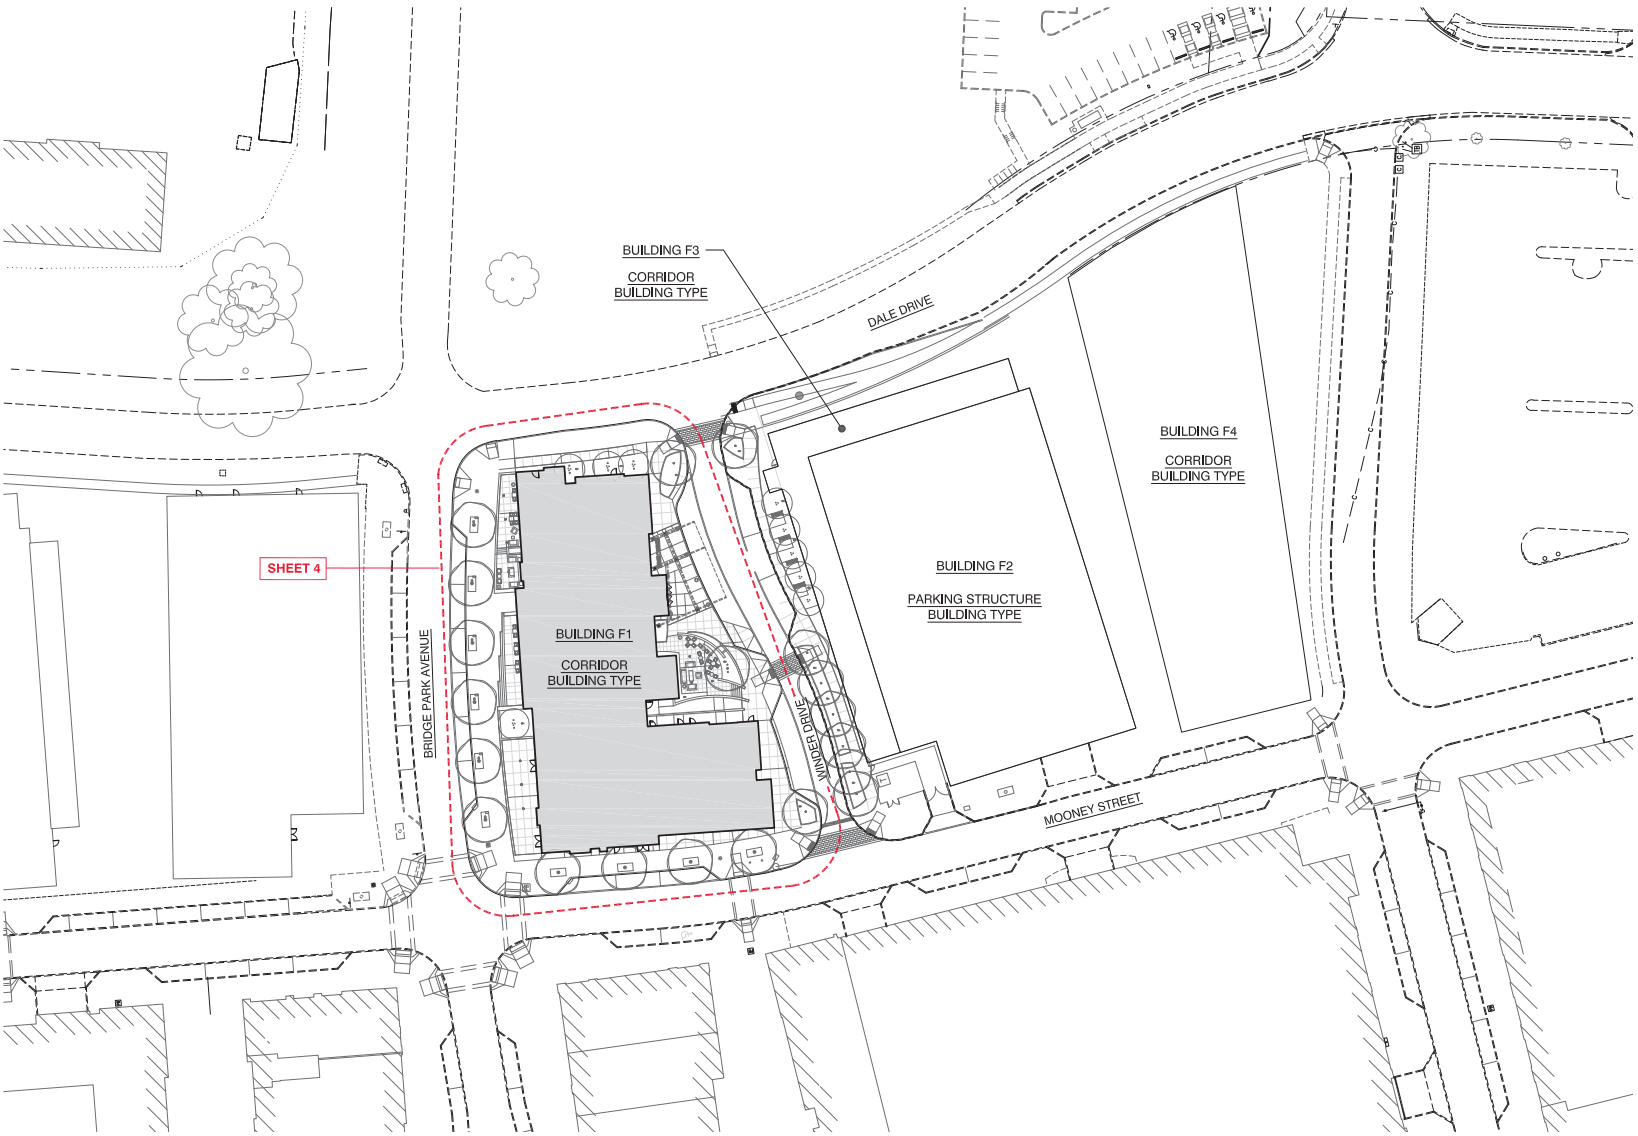 BUILDING F3
CORRIDOR
BUILDING TYPE
DALE DRIVE
BUILDING F4
CORRIDOR
BUILDING TYPE
SHEET 4
BUILDING F2
PARKING STRUCTURE
BUILDING TYPE
BUILDING F1
CORRIDOR
BUILDING TYPE
BRIDGE PARK AVENUE
WINDER DRIVE
MOONEY STREET